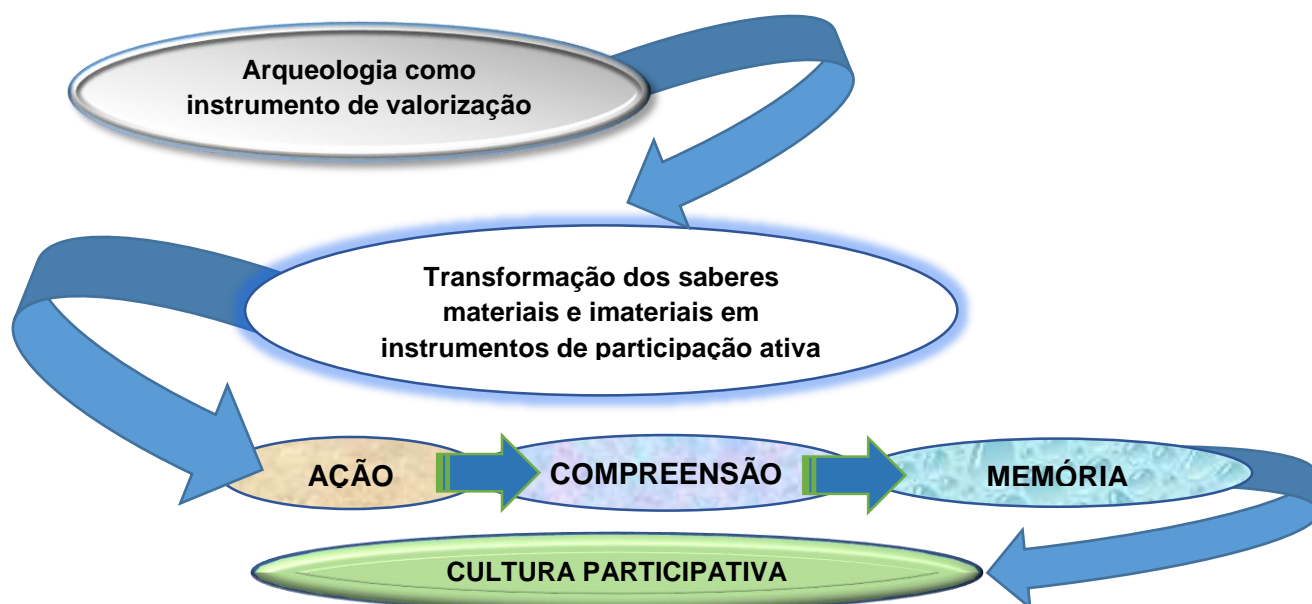 Arqueologia como
instrumento de valorização
Transformação dos saberes
materiais e imateriais em
instrumentos de participação ativa
AÇÃO
COMPREENSÃO
MEMÓRIA
CULTURA PARTICIPATIVA